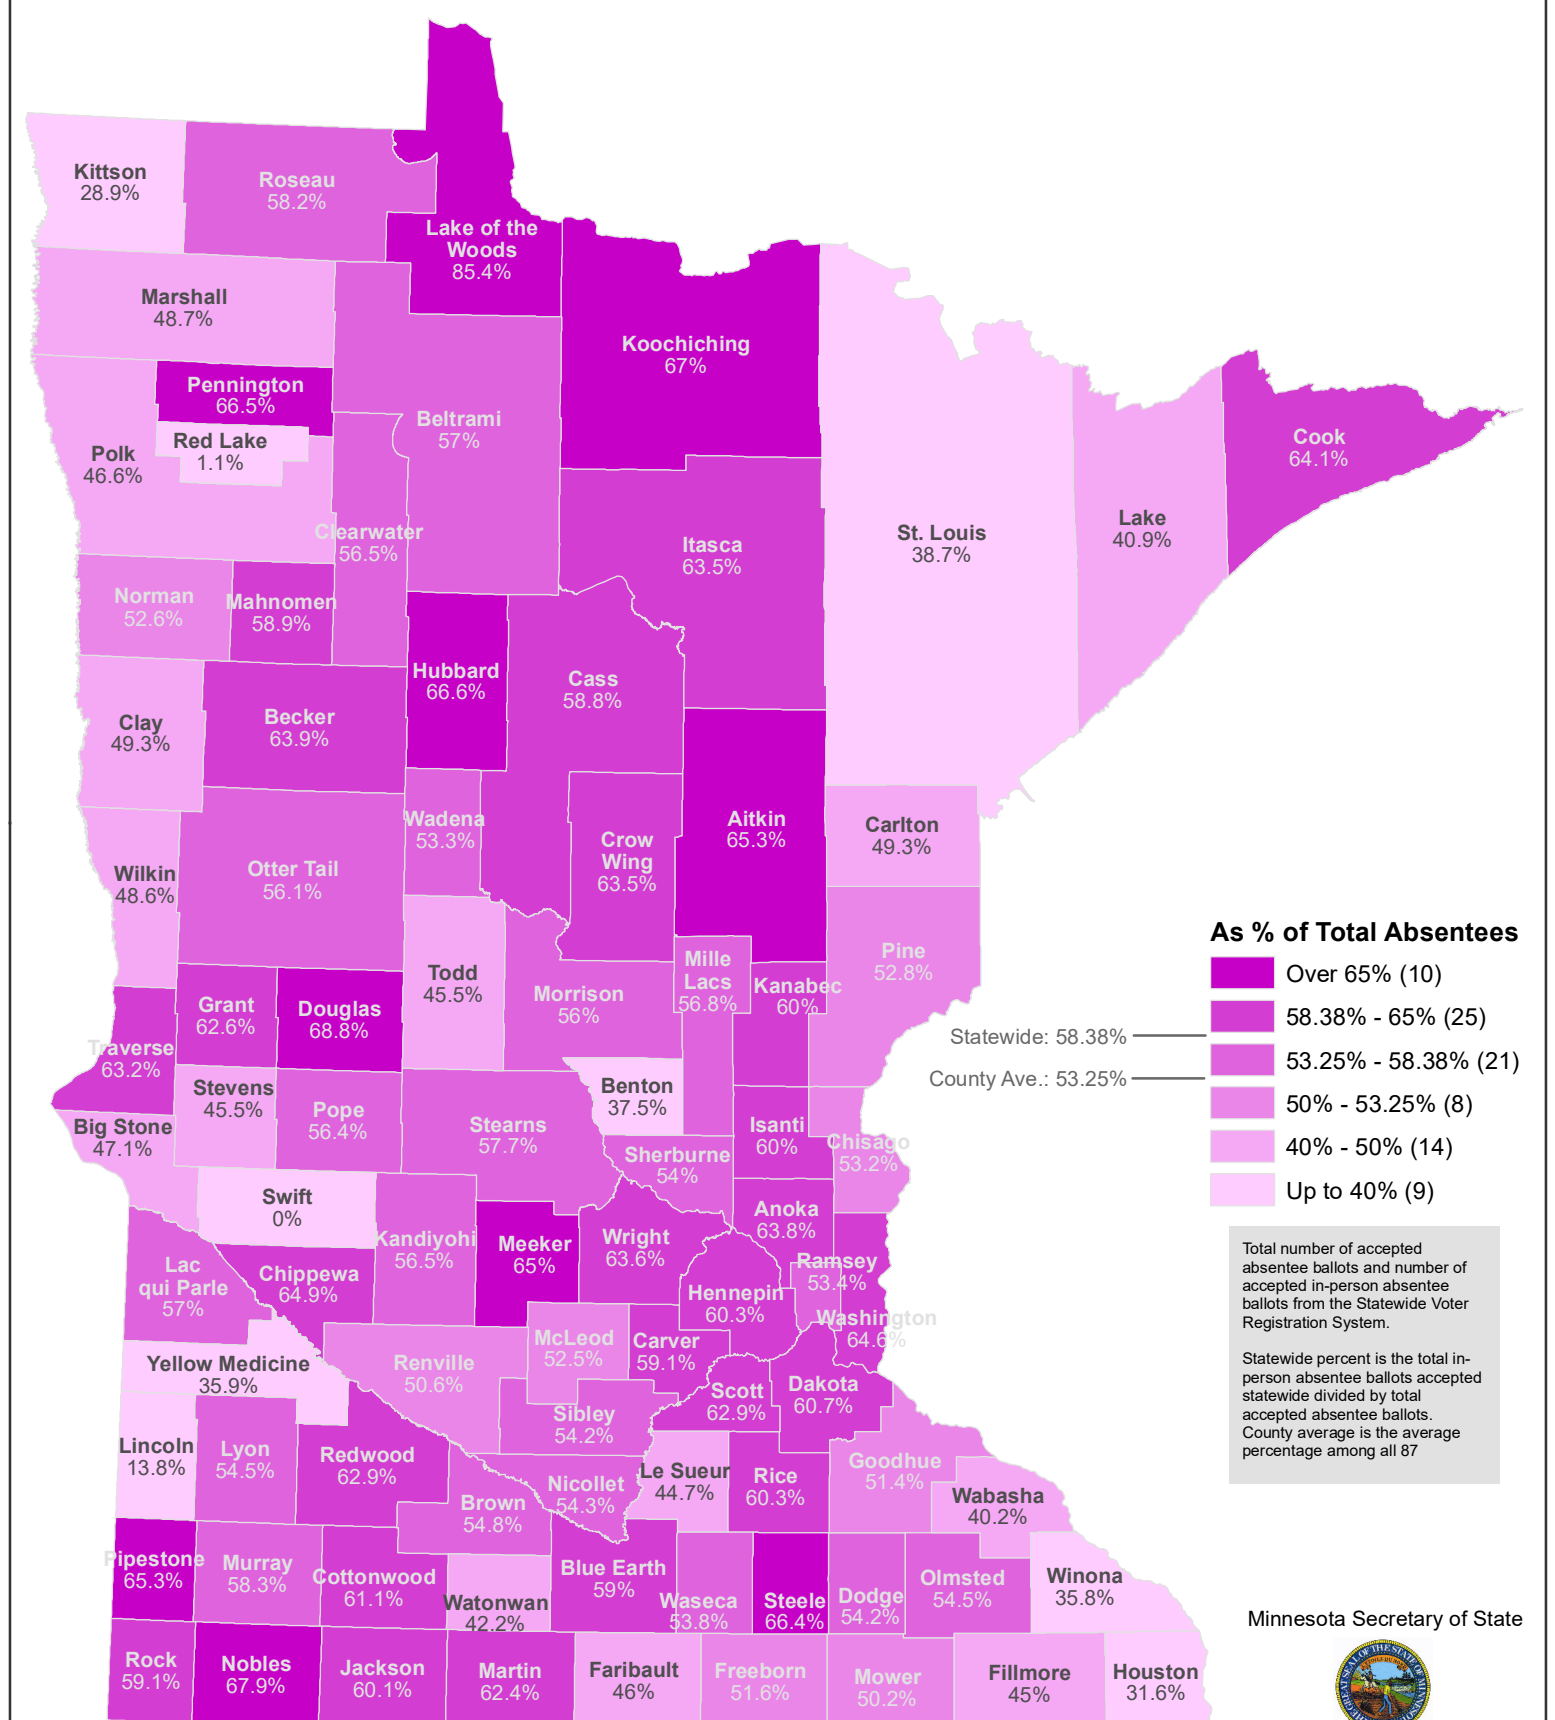 Kittson
28.9%
Roseau
58.2%
Lake of the
Woods
85.4%
Marshall
48.7%
Koochiching
67%
Pennington
66.5%
Red Lake
1.1%
Polk
46.6%
Beltrami
57%
Cook
64.1%
Clearwater
56.5%
Itasca
63.5%
St. Louis
38.7%
Lake
40.9%
Norman
52.6%
Mahnomen
58.9%
Hubbard
66.6%
Cass
58.8%
Clay
49.3%
Becker
63.9%
Wadena
53.3%
Crow
Wing
63.5%
Aitkin
65.3%
Carlton
49.3%
Wilkin
48.6%
Otter Tail
56.1%
Todd
45.5%
Morrison
56%
Mille
Lacs
56.8%
Kanabec
60%
Pine
52.8%
As % of Total Absentees
Over 65% (10)
58.38% - 65% (25)
Statewide: 58.38%
53.25% - 58.38% (21)
County Ave.: 53.25%
50% - 53.25% (8)
40% - 50% (14)
Up to 40% (9)
Grant
62.6%
Douglas
68.8%
Traverse
63.2%
Stevens
45.5%
Pope
56.4%
Stearns
57.7%
Benton
37.5%
Isanti
60%
Chisago
53.2%
Big Stone
47.1%
Sherburne
54%
Swift
0%
Kandiyohi
56.5%
Meeker
65%
Wright
63.6%
Anoka
63.8%
Ramsey
53.4%
Lac
qui Parle
57%
Chippewa
64.9%
Hennepin
60.3%
Washington
64.6%
Total number of accepted
absentee ballots and number of
accepted in-person absentee
ballots from the Statewide Voter
Registration System.
Statewide percent is the total in-
person absentee ballots accepted
statewide divided by total
accepted absentee ballots.
County average is the average
percentage among all 87
Yellow Medicine
35.9%
Renville
50.6%
McLeod
52.5%
Carver
59.1%
Scott
62.9%
Dakota
60.7%
Sibley
54.2%
Lincoln
13.8%
Lyon
54.5%
Redwood
62.9%
Brown
54.8%
Nicollet
54.3%
Le Sueur
44.7%
Rice
60.3%
Goodhue
51.4%
Wabasha
40.2%
Pipestone
65.3%
Murray
58.3%
Cottonwood
61.1%
Watonwan
42.2%
Blue Earth
59%
Waseca
53.8%
Steele
66.4%
Dodge
54.2%
Olmsted
54.5%
Winona
35.8%
Minnesota Secretary of State
Rock
59.1%
Nobles
67.9%
Jackson
60.1%
Martin
62.4%
Faribault
46%
Freeborn
51.6%
Mower
50.2%
Fillmore
45%
Houston
31.6%